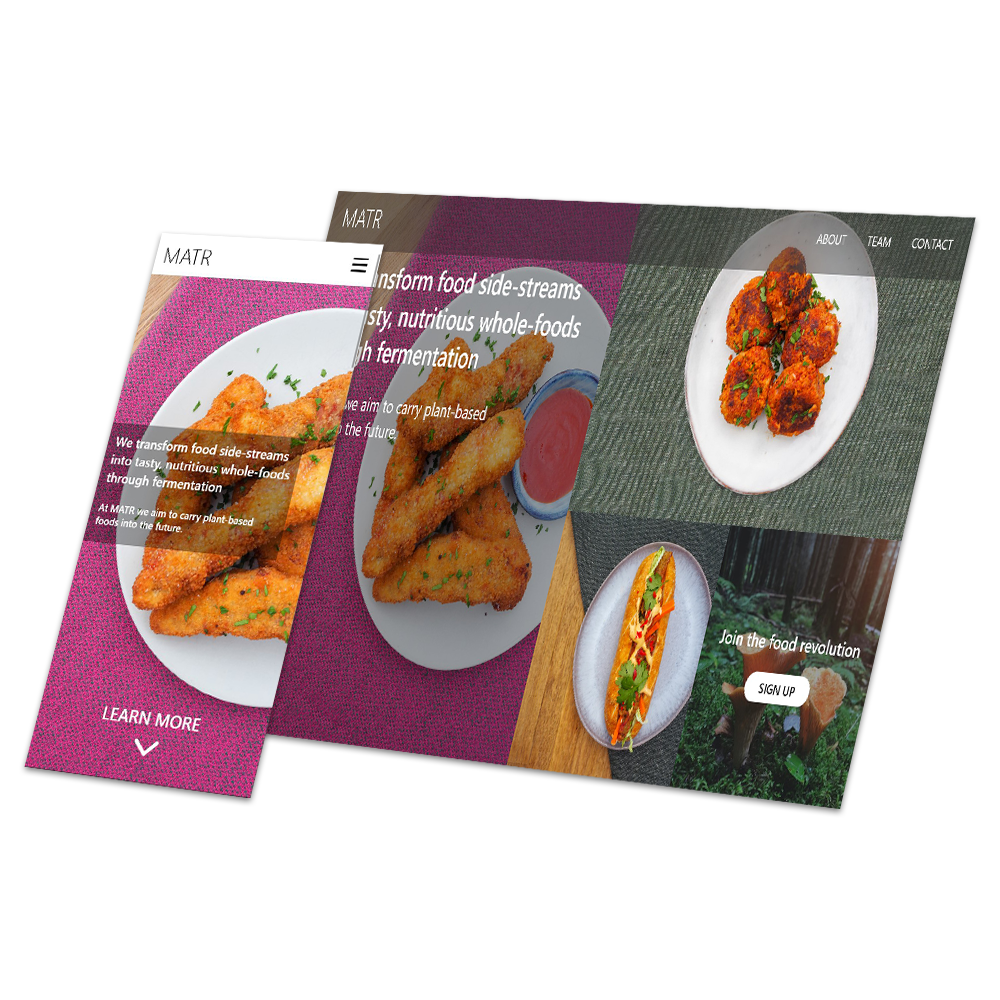 MATR
We transform food side-streams
into tasty, nutritious whole-foods
through fermentation
At MATR we aim to carry plant-based
foods into the future.
LEARN MORE
MATR
ABOUT TEAM CONTACT
nsform food side-streams
sty, nutritious whole-foods
gh fermentation
we aim to carry plant-based
the future.
Join the food revolution
SIGN UP